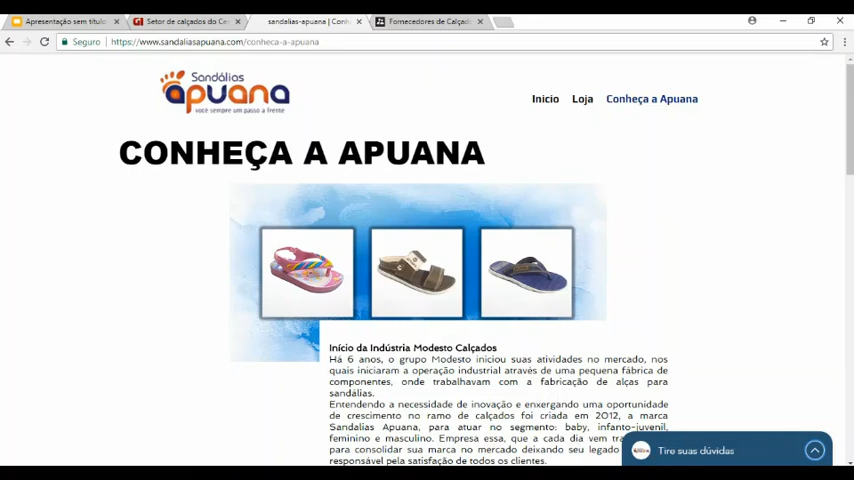 Apresentação sem título
Setor de calçados do Ce
sandalias-apuana | Conh
Fornecedores de Calçado
Seguro
https://www.sandaliasapuana.com/conheca-a-apuana
Sandálias
apuana
você sempre um passo a frente
Inicio
Loja
Conheça a Apuana
CONHEÇA A APUANA
Início da Indústria Modesto Calçados
Há 6 anos, o grupo Modesto iniciou suas atividades no mercado, nos
quais iniciaram a operação industrial através de uma pequena fábrica de
componentes, onde trabalhavam com a fabricação de alças para
sandálias.
Entendendo a necessidade de inovação e enxergando uma oportunidade
de crescimento no ramo de calçados foi criada em 2012, a marca
Sandalias Apuana, para atuar no segmento: baby, infanto-juvenil,
feminino e masculino. Empresa essa, que a cada dia vem tra
para consolidar sua marca no mercado deixando seu legado
responsável pela satisfação de todos os clientes.
Tire suas dúvidas